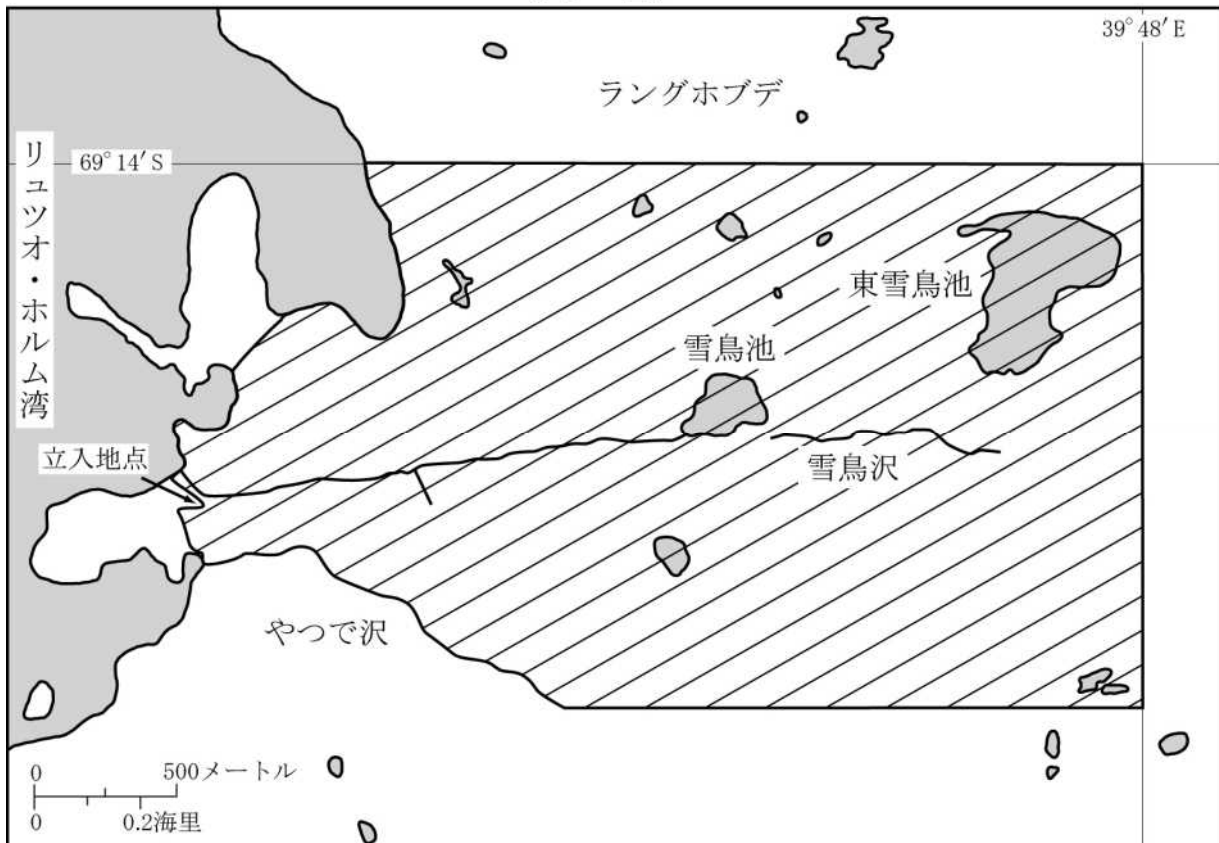 39°48′E
ラングホブデ
69°14′S
リュツオ・ホルム湾
東雪鳥池
雪鳥池
立入地点
雪鳥沢
やつで沢
0 500メートル
0 0.2海里